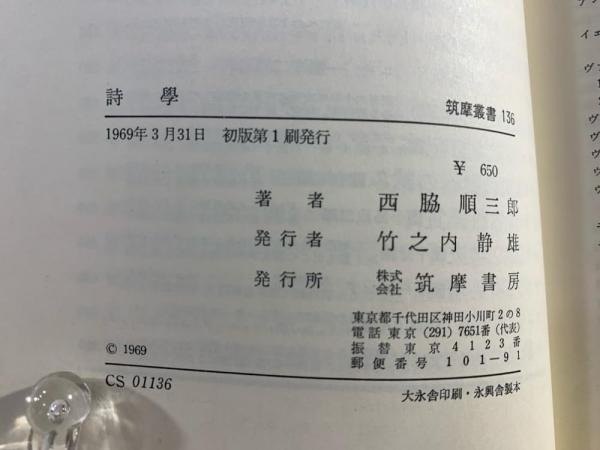 詩學 筑摩叢書 136
1969年3月31日 初版第1刷発行
¥ 650
著者 西脇順三郎
発行者 竹之内静雄
発行所 株式会社 筑摩書房
東京都千代田区神田小川町2の8
電話 東京 (291) 7651番 (代表)
振替東京 4123番
郵便番号 101-91
© 1969
CS 01136
大永舎印刷・永興舎製本